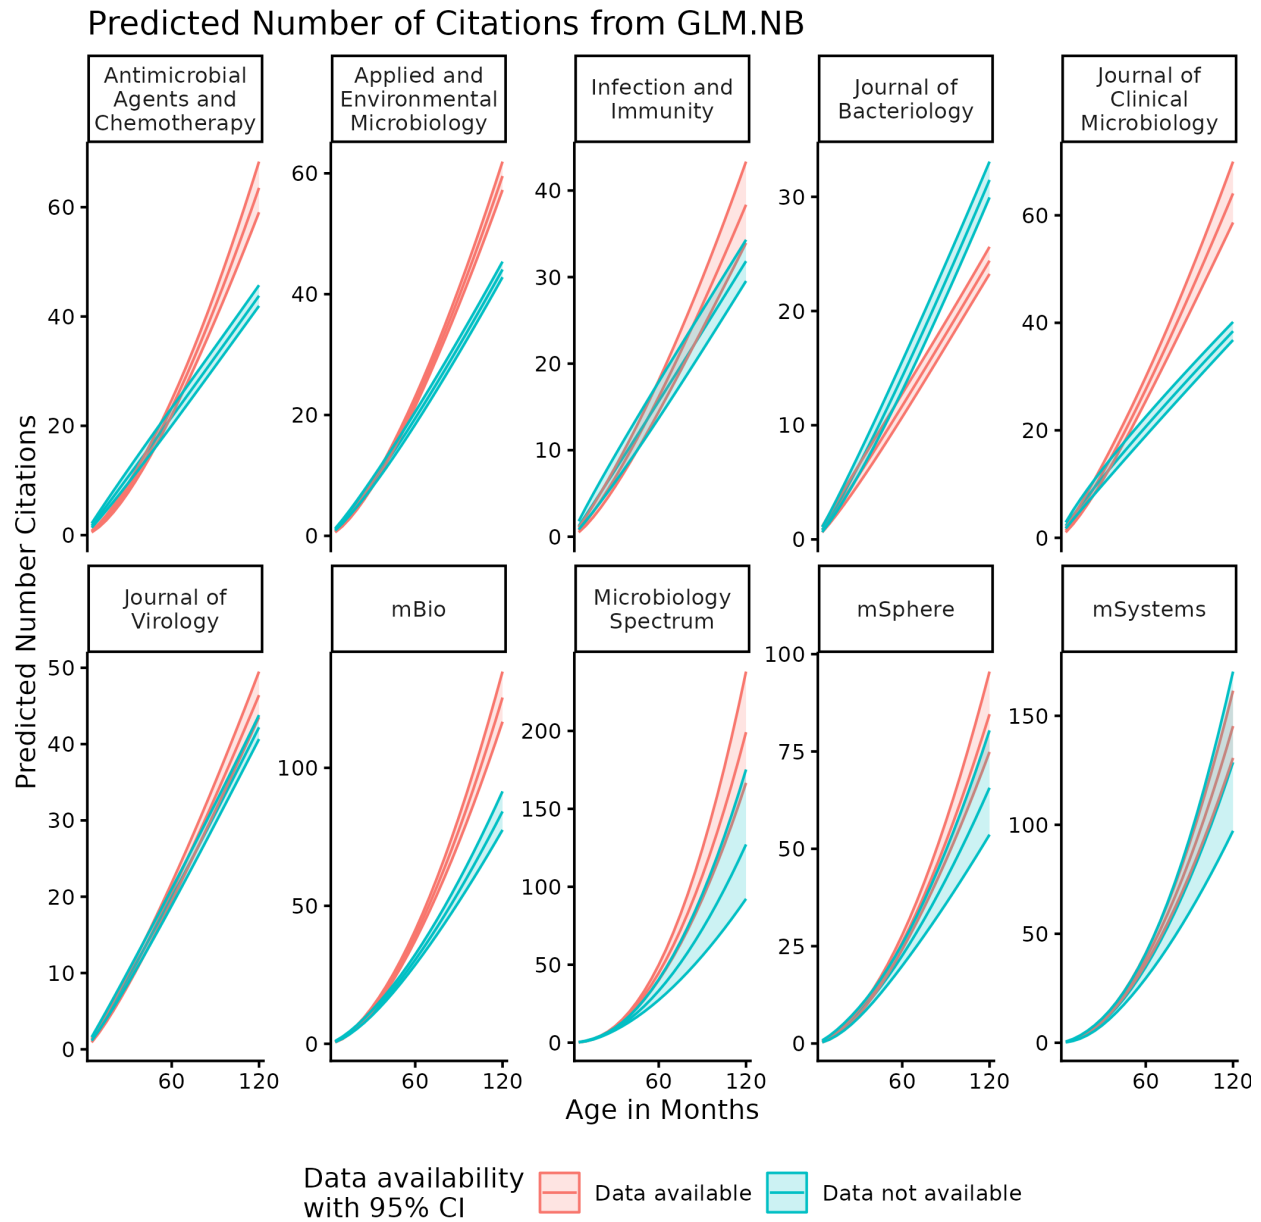 Predicted Number of Citations from GLM.NB
Antimicrobial
Agents and
Chemotherapy
Applied and
Environmental
Microbiology
Infection and
Immunity
Journal of
Bacteriology
Journal of
Clinical
Microbiology
60
40
20
0
60
40
20
0
40
30
20
10
0
30
20
10
0
60
40
20
0
Predicted Number Citations
Journal of
Virology
mBio
Microbiology
Spectrum
mSphere
mSystems
50
40
30
20
10
0
100
50
0
200
150
100
50
0
100
75
50
25
0
150
100
50
0
60 120
60 120
60 120
60 120
60 120
Age in Months
Data availability
with 95% CI
Data available
Data not available